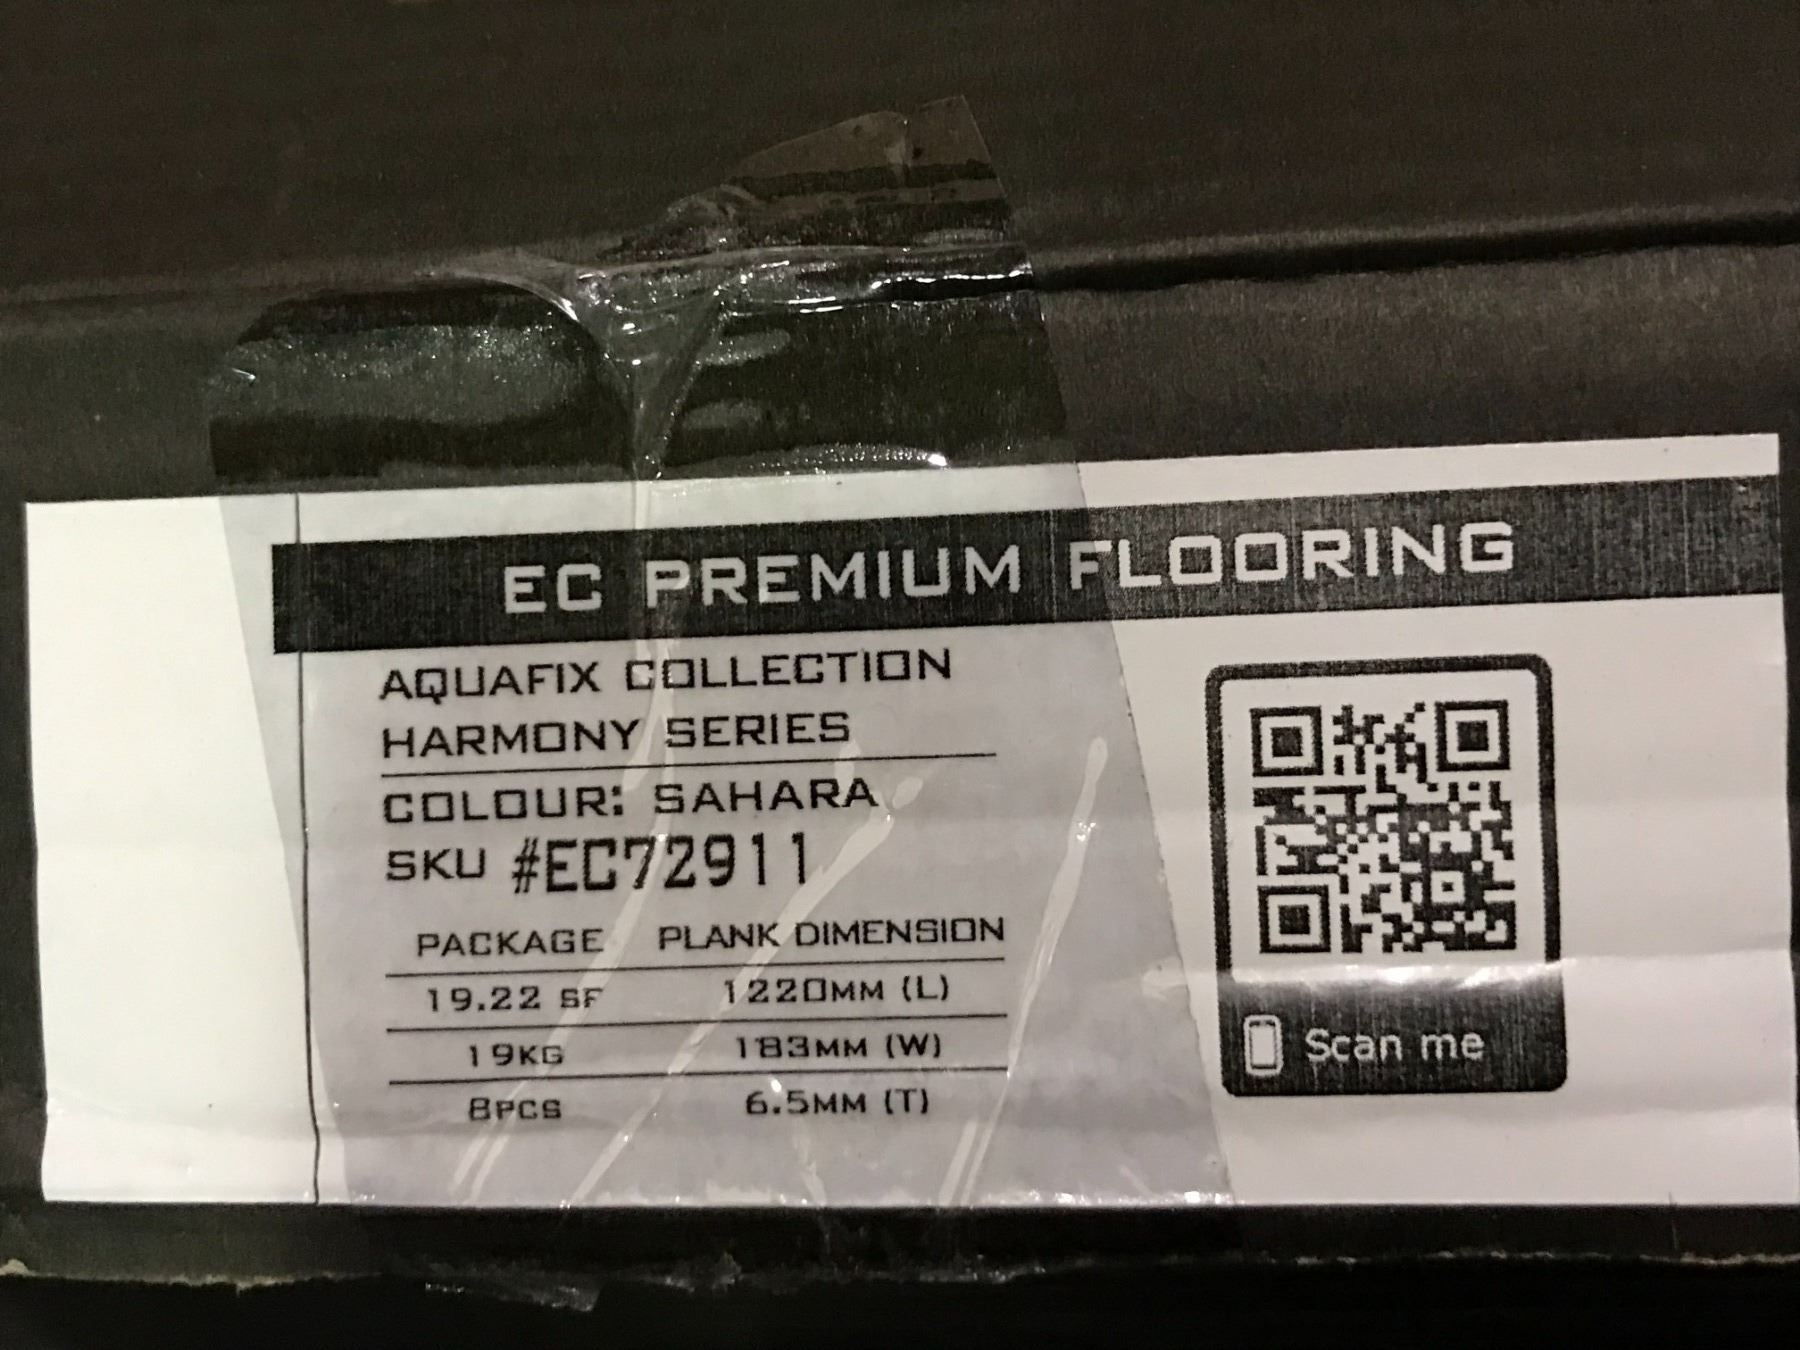 EC PREMIUM FLOORING
AQUAFIX COLLECTION
HARMONY SERIES
COLOUR: SAHARA
SKU #EC72911
PACKAGE PLANK DIMENSION
19.22 SF 1220MM (L)
19KG 183MM (W)
8PCS 6.5MM (T)
Scan me